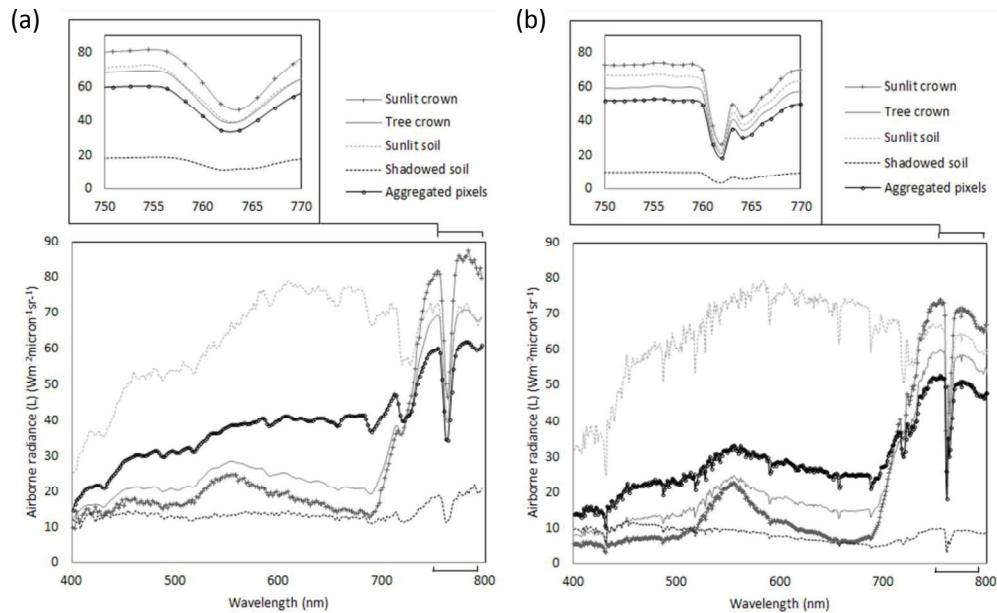 (a)
80
60
40
20
0
750 755 760 765 770
Sunlit crown
Tree crown
Sunlit soil
Shadowed soil
Aggregated pixels
Airborne radiance (L) (Wm⁻²micron⁻¹sr⁻¹)
90
80
70
60
50
40
30
20
10
0
400 500 600 700 800
Wavelength (nm)
(b)
80
60
40
20
0
750 755 760 765 770
Sunlit crown
Tree crown
Sunlit soil
Shadowed soil
Aggregated pixels
Airborne radiance (L) (Wm⁻²micron⁻¹sr⁻¹)
90
80
70
60
50
40
30
20
10
0
400 500 600 700 800
Wavelength (nm)